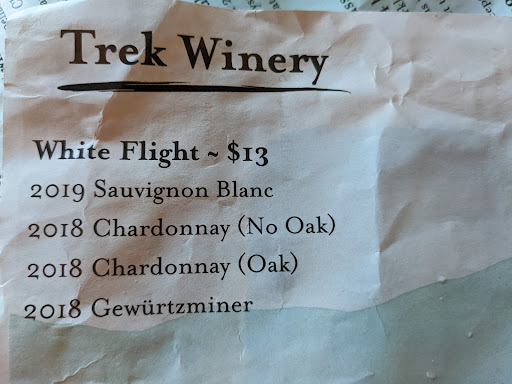 Trek Winery
White Flight ~ $13
2019 Sauvignon Blanc
2018 Chardonnay (No Oak)
2018 Chardonnay (Oak)
2018 Gewürtzminer